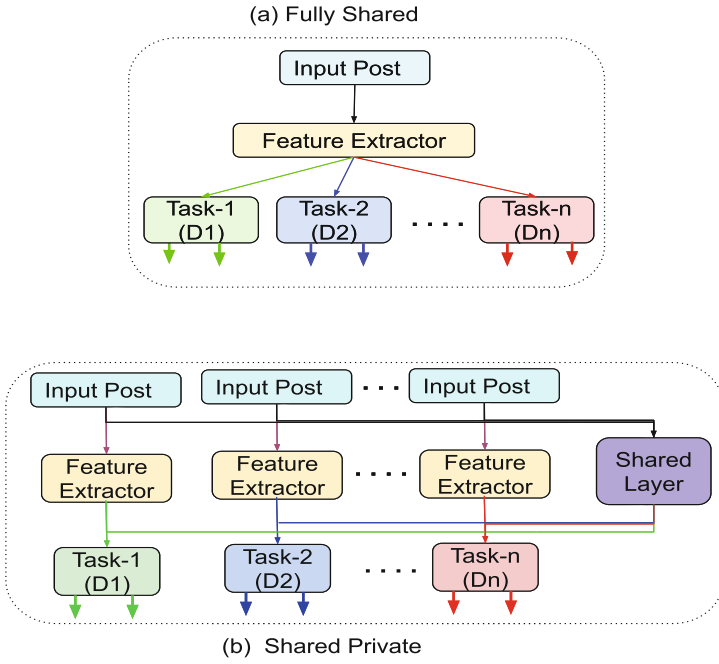 (a) Fully Shared
Input Post
Feature Extractor
Task-1
(D1)
Task-2
(D2)
. . . .
Task-n
(Dn)
Input Post
Input Post
. . .
Input Post
Feature
Extractor
Feature
Extractor
. . . .
Feature
Extractor
Shared
Layer
Task-1
(D1)
Task-2
(D2)
. . . .
Task-n
(Dn)
(b) Shared Private